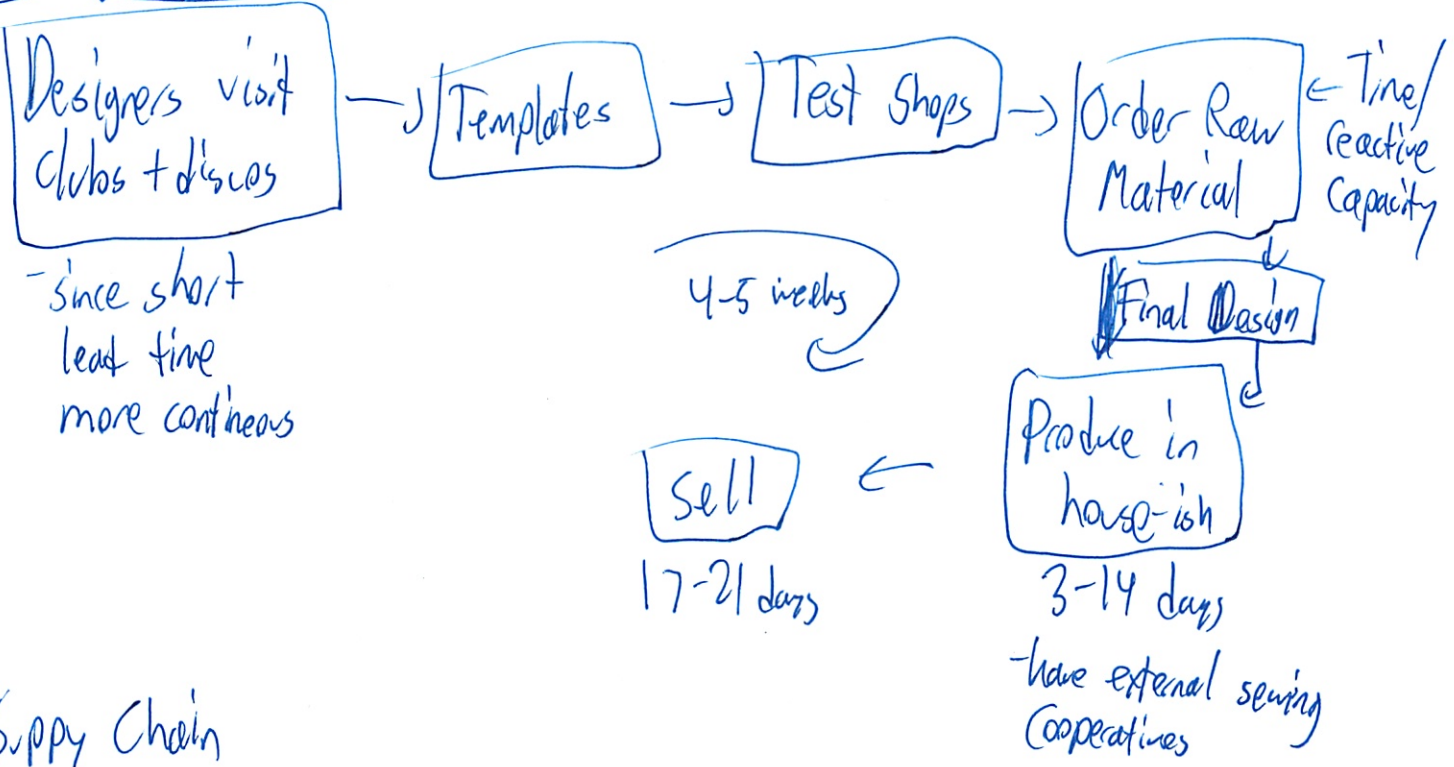 Designers visit
clubs + discos
Templates
Test Shops
Order Raw
Material
Time/
reactive
Capacity
- since short
lead time
more contineous
4-5 weeks
Final Design
Produce in
house-ish
Sell
17-21 days
3-14 days
- have external sewing
Cooperatives
Suppy Chain